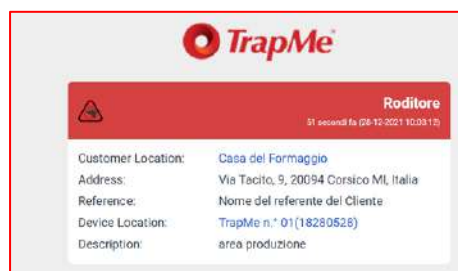 TrapMe
Roditore
51 secondi fa (28-12-2021 10:03:12)
Customer Location: Casa del Formaggio
Address: Via Tacito, 9, 20094 Corsico MI, Italia
Reference: Nome del referente del Cliente
Device Location: TrapMe n.° 01(18280528)
Description: area produzione